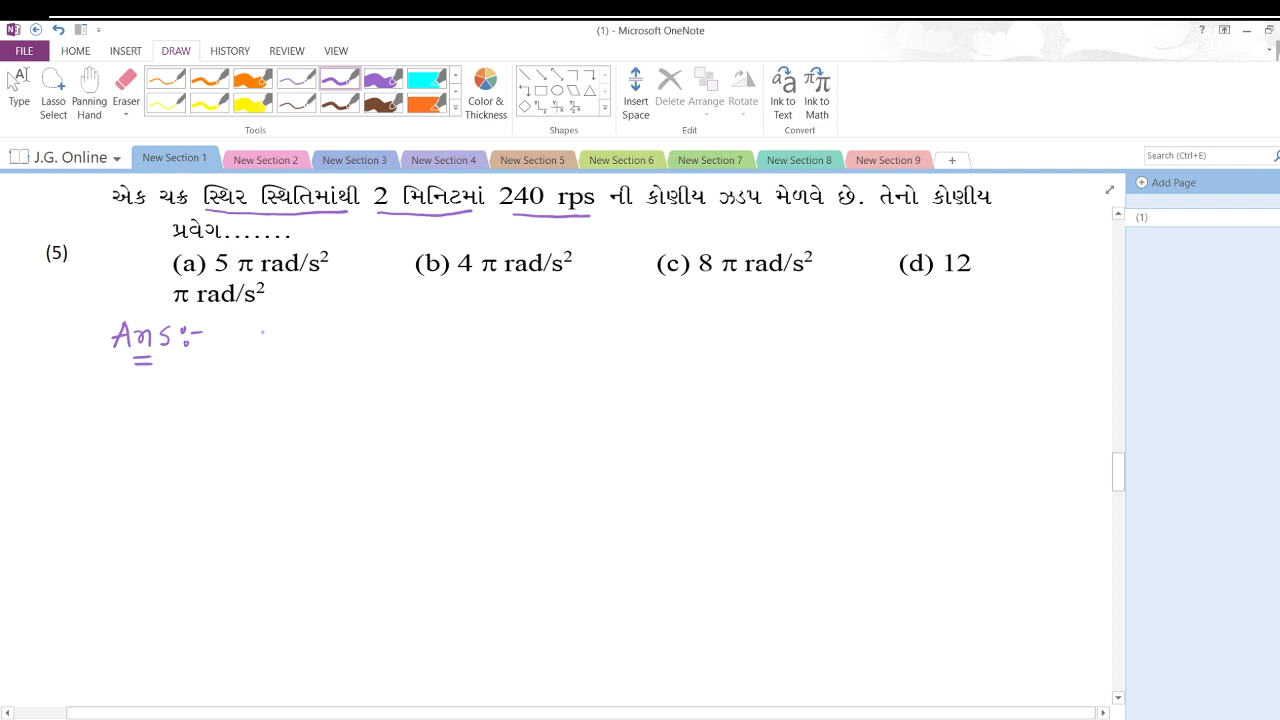 (1) - Microsoft OneNote
FILE HOME INSERT DRAW HISTORY REVIEW VIEW
Type Lasso Select Panning Hand Eraser Color & Thickness Insert Space Delete Arrange Rotate Ink to Text Ink to Math
Tools Shapes Edit Convert
J.G. Online New Section 1 New Section 2 New Section 3 New Section 4 New Section 5 New Section 6 New Section 7 New Section 8 New Section 9 Search (Ctrl+E)
Add Page
(1)
એક ચક્ર સ્થિર સ્થિતિમાંથી 2 મિનિટમાં 240 rps ની કોણીય ઝડપ મેળવે છે. તેનો કોણીય
પ્રવેગ.......
(5)
(a) 5 π rad/s² (b) 4 π rad/s² (c) 8 π rad/s² (d) 12
π rad/s²
Ans:-